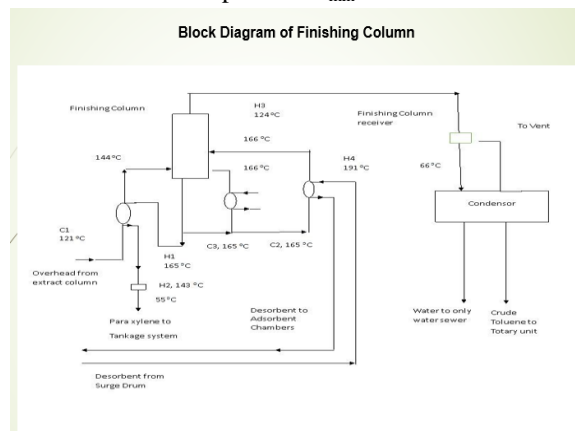 Block Diagram of Finishing Column
Finishing Column
H3
124 °C
Finishing Column
receiver
To Vent
166 °C
144°C
166 °C
H4
191 °C
66°C
C1
121 °C
Condensor
C3, 165 °C
C2, 165 °C
H1
165 °C
Overhead from
extract column
H2, 143 °C
55°C
Para xylene to
Tankage system
Desorbent to
Adsorbent
Chambers
Water to only
water sewer
Crude
Toluene to
Totary unit
Desorbent from
Surge Drum